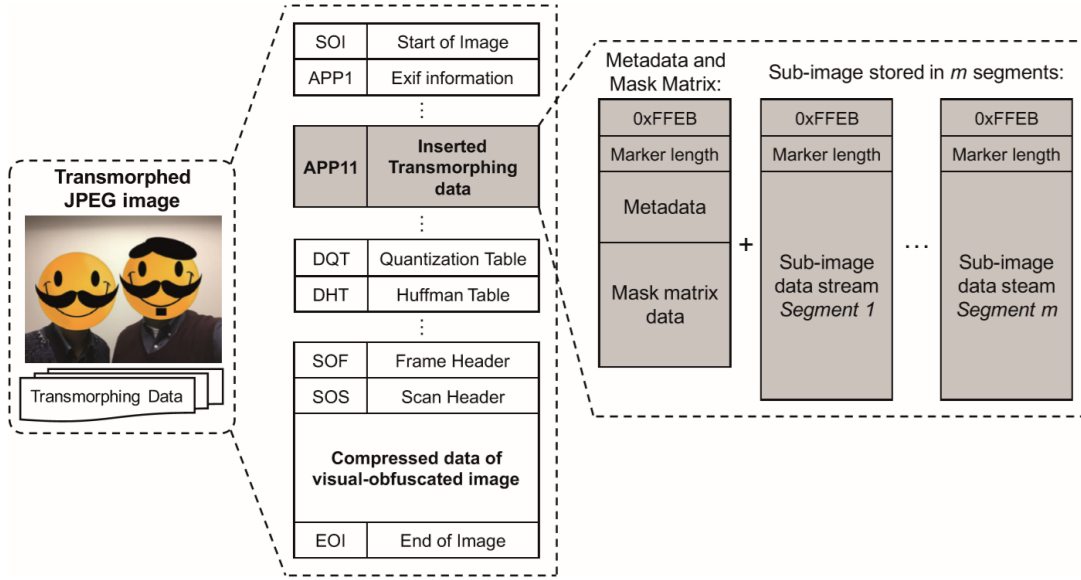 Transmorphed
JPEG image
Transmorphing Data
SOI Start of Image
APP1 Exif information
⋮
APP11 Inserted
Transmorphing
data
⋮
DQT Quantization Table
DHT Huffman Table
⋮
SOF Frame Header
SOS Scan Header
Compressed data of
visual-obfuscated image
EOI End of Image
Metadata and
Mask Matrix:
0xFFEB
Marker length
Metadata
Mask matrix
data
+
Sub-image stored in m segments:
0xFFEB
Marker length
Sub-image
data stream
Segment 1
...
0xFFEB
Marker length
Sub-image
data steam
Segment m